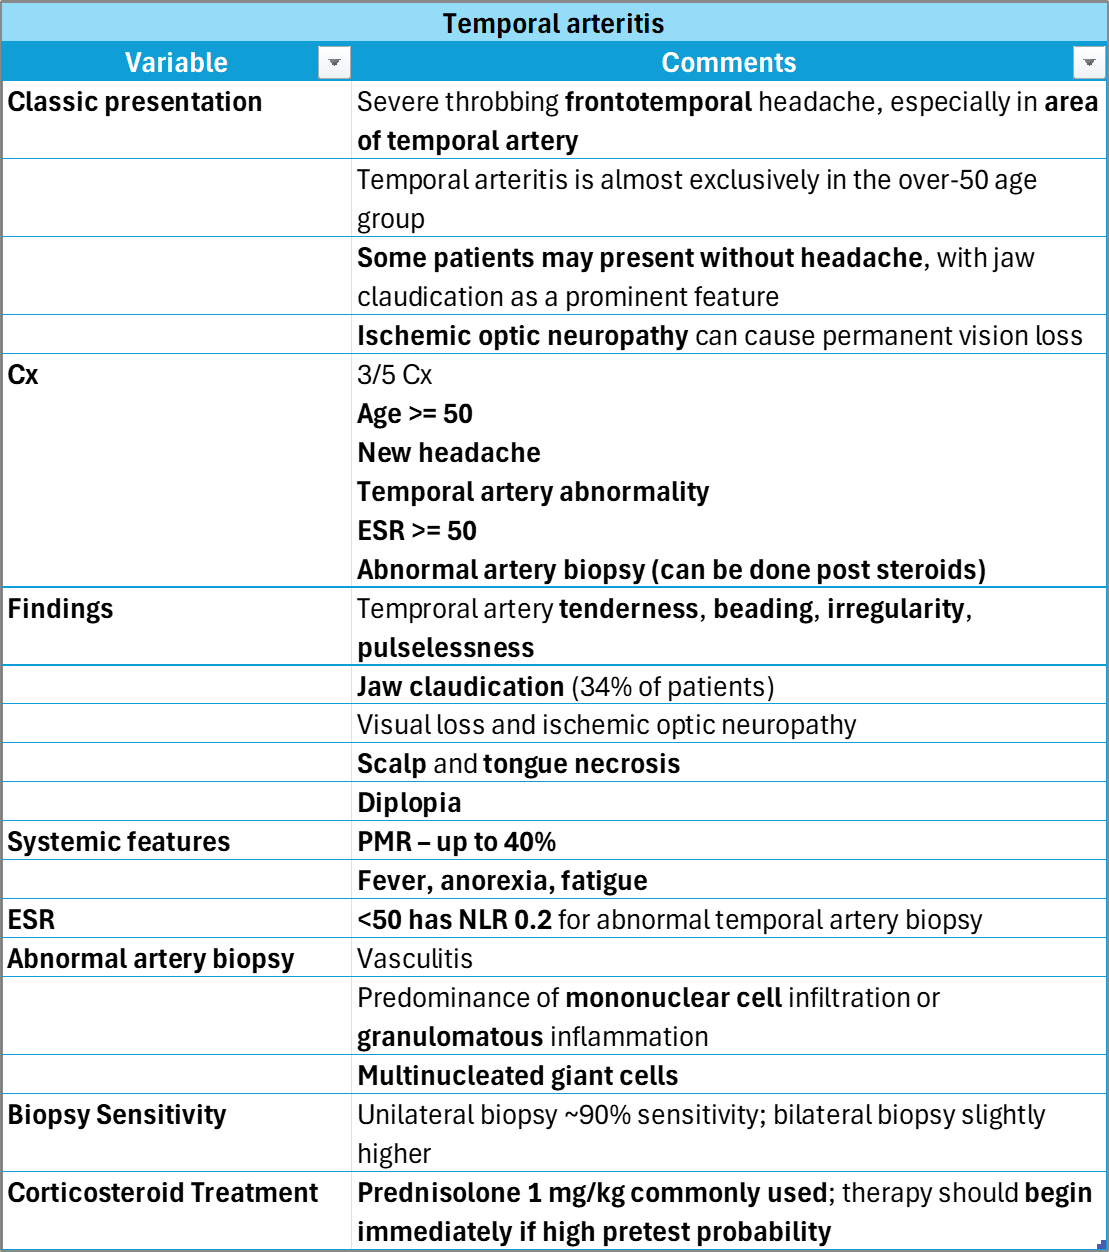 Temporal arteritis
Variable Comments
Classic presentation Severe throbbing frontotemporal headache, especially in area
of temporal artery
Temporal arteritis is almost exclusively in the over-50 age
group
Some patients may present without headache, with jaw
claudication as a prominent feature
Ischemic optic neuropathy can cause permanent vision loss
Cx 3/5 Cx
Age >= 50
New headache
Temporal artery abnormality
ESR >= 50
Abnormal artery biopsy (can be done post steroids)
Findings Temproral artery tenderness, beading, irregularity,
pulselessness
Jaw claudication (34% of patients)
Visual loss and ischemic optic neuropathy
Scalp and tongue necrosis
Diplopia
Systemic features PMR – up to 40%
Fever, anorexia, fatigue
ESR <50 has NLR 0.2 for abnormal temporal artery biopsy
Abnormal artery biopsy Vasculitis
Predominance of mononuclear cell infiltration or
granulomatous inflammation
Multinucleated giant cells
Biopsy Sensitivity Unilateral biopsy ~90% sensitivity; bilateral biopsy slightly
higher
Corticosteroid Treatment Prednisolone 1 mg/kg commonly used; therapy should begin
immediately if high pretest probability